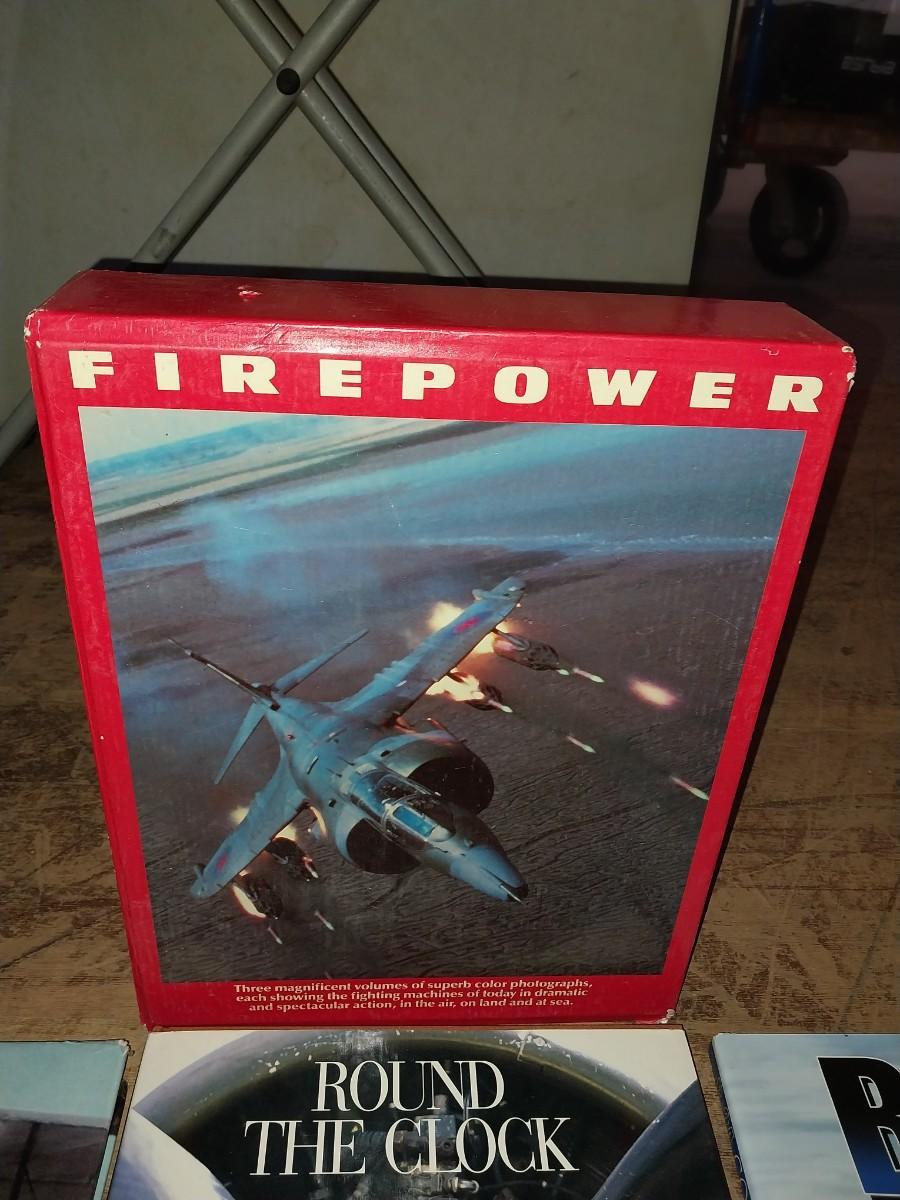 FIREPOWER
Three magnificent volumes of superb color photographs,
each showing the fighting machines of today in dramatic
and spectacular action, in the air, on land and at sea.
ROUND
THE CLOCK